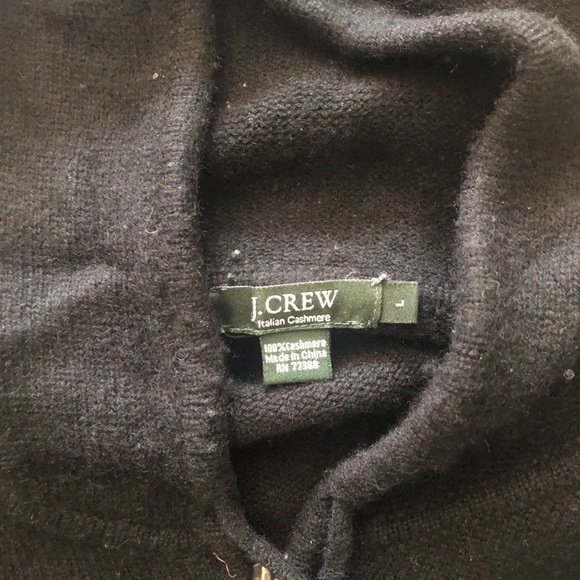 J.CREW
Italian Cashmere
L
100%Cashmere
Made in China
RN 77388